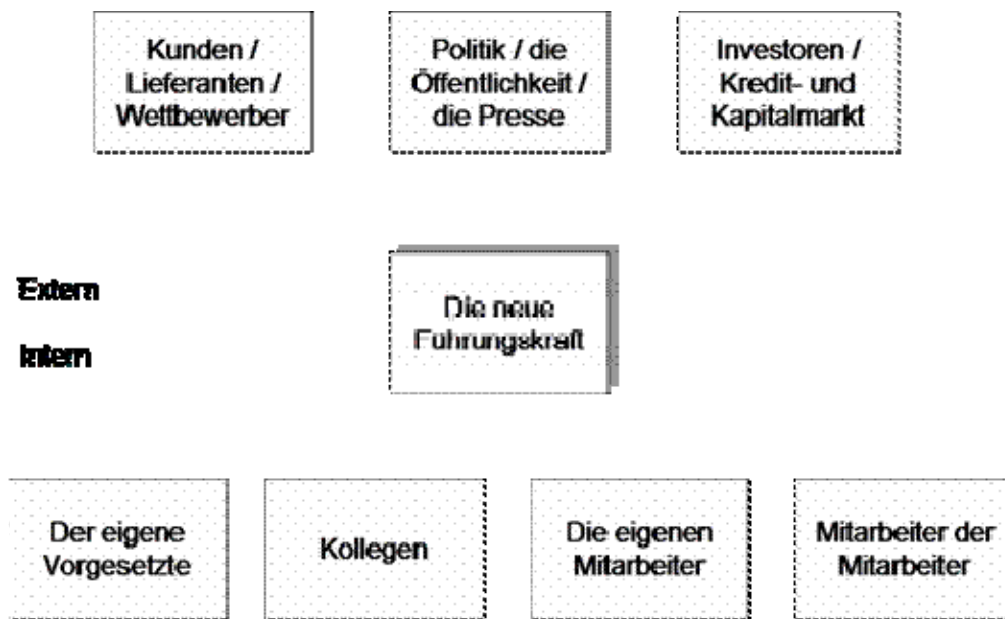 Kunden /
Lieferanten /
Wettbewerber
Politik / die
Öffentlichkeit /
die Presse
Investoren /
Kredit- und
Kapitalmarkt
Extern
Intern
Die neue
Führungskraft
Der eigene
Vorgesetzte
Kollegen
Die eigenen
Mitarbeiter
Mitarbeiter der
Mitarbeiter